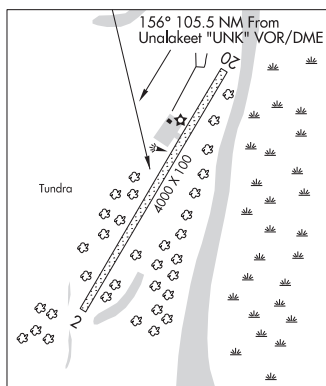 156° 105.5 NM From
Unalakeet "UNK" VOR/DME
20
Tundra
4000 X 100
2